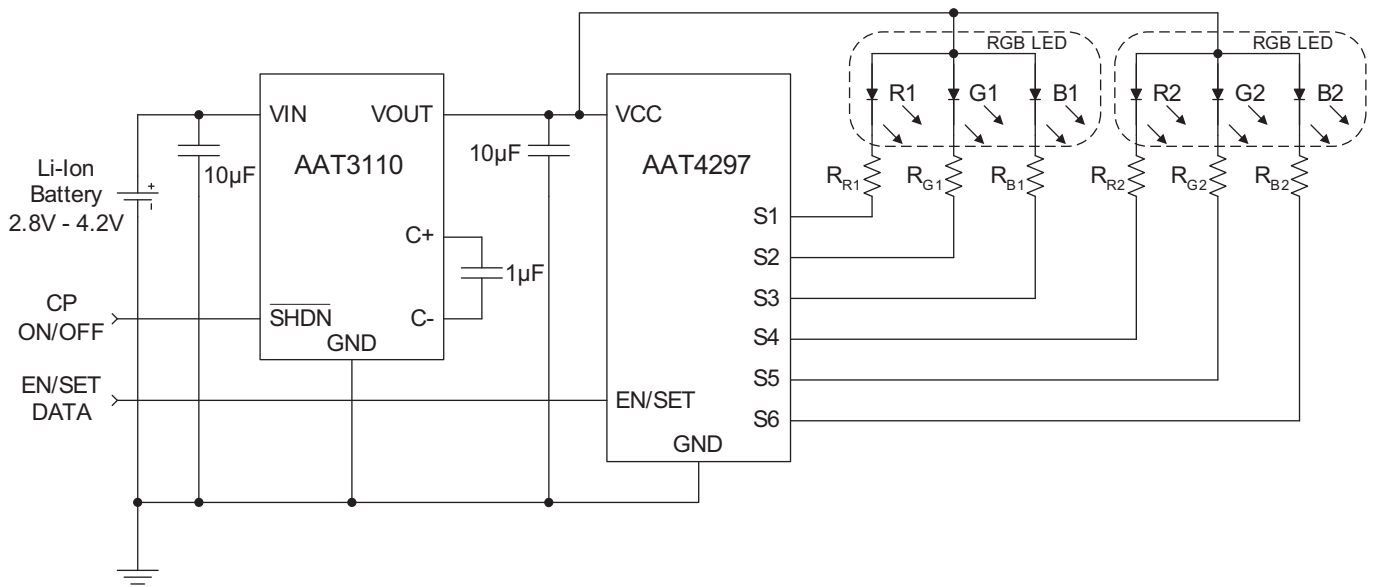 RGB LED
RGB LED
R1
G1
B1
R2
G2
B2
VIN
VOUT
VCC
10µF
AAT3110
10µF
AAT4297
Li-Ion
Battery
2.8V - 4.2V
+
-
R_R1
R_G1
R_B1
R_R2
R_G2
R_B2
S1
C+
S2
1µF
S3
CP
ON/OFF
SHDN
C-
GND
S4
EN/SET
DATA
S5
EN/SET
S6
GND